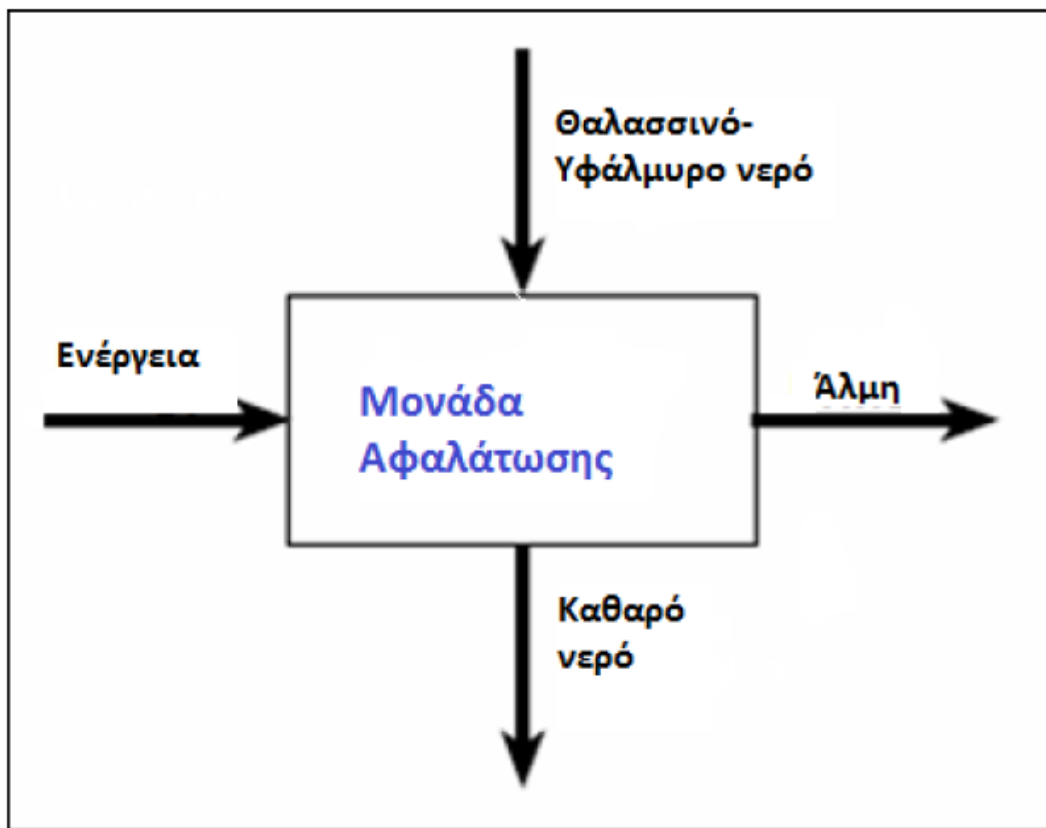 Θαλασσινό-
Υφάλμυρο νερό
Ενέργεια
Μονάδα
Αφαλάτωσης
Άλμη
Καθαρό
νερό